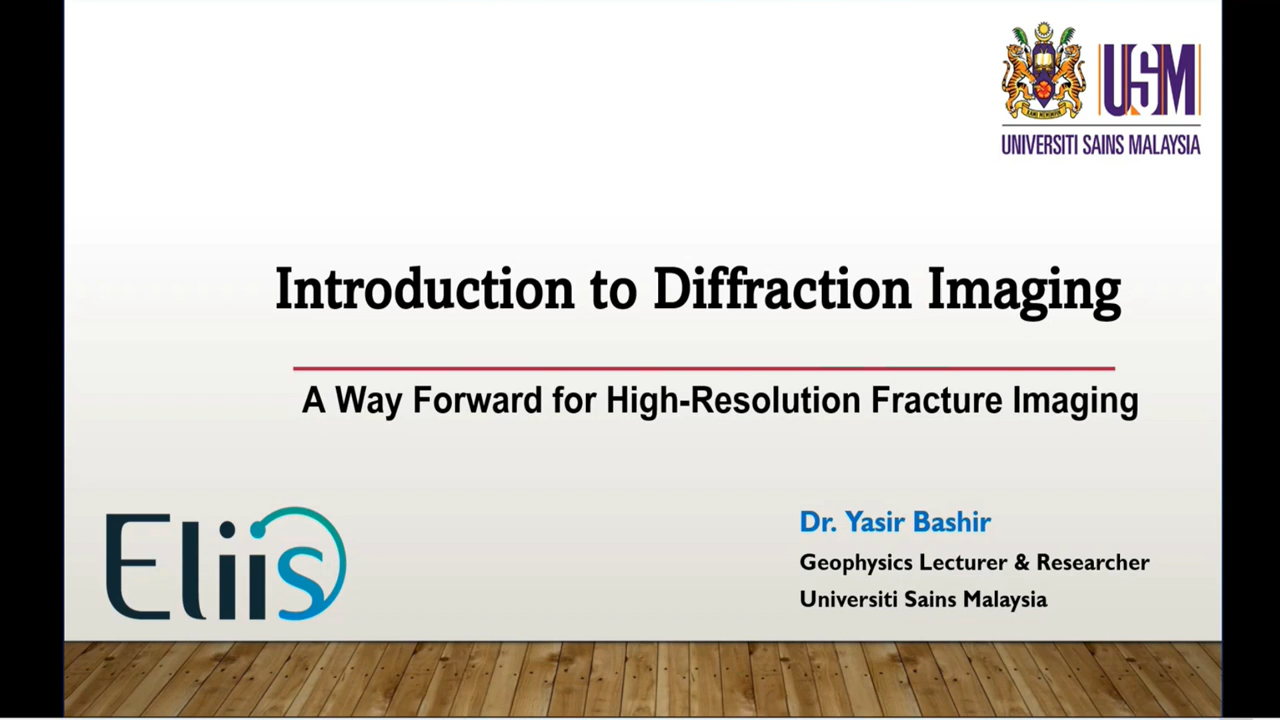 USM
UNIVERSITI SAINS MALAYSIA
Introduction to Diffraction Imaging
A Way Forward for High-Resolution Fracture Imaging
Eliis
Dr. Yasir Bashir
Geophysics Lecturer & Researcher
Universiti Sains Malaysia